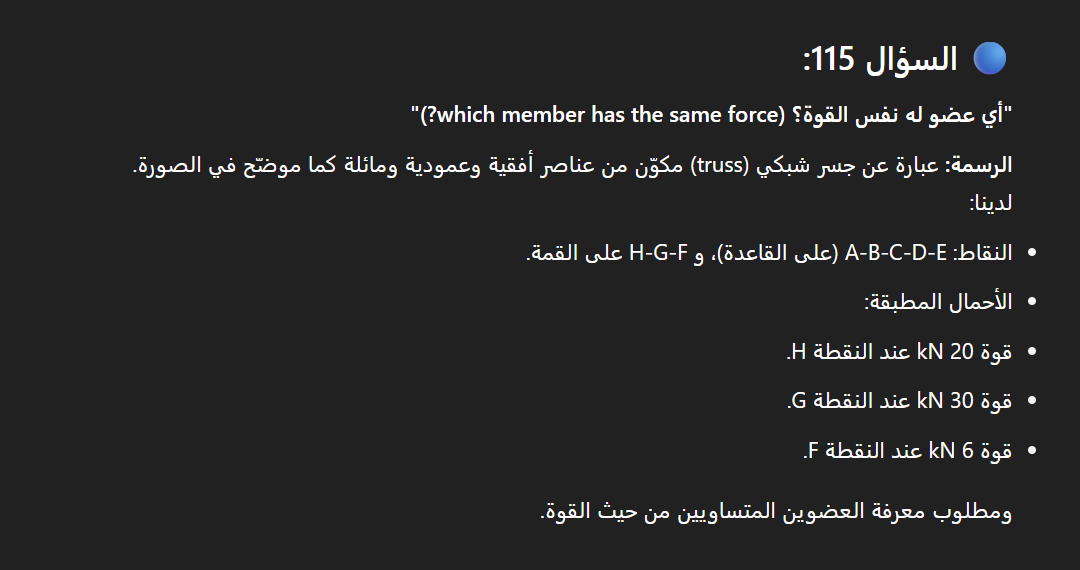 السؤال 115:
"أي عضو له نفس القوة؟ (which member has the same force?)"
الرسمة: عبارة عن جسر شبكي (truss) مكوّن من عناصر أفقية وعمودية ومائلة كما موضّح في الصورة.
لدينا:
• النقاط: A-B-C-D-E (على القاعدة)، و H-G-F على القمة.
• الأحمال المطبقة:
• قوة 20 kN عند النقطة H.
• قوة 30 kN عند النقطة G.
• قوة 6 kN عند النقطة F.
ومطلوب معرفة العضوين المتساويين من حيث القوة.